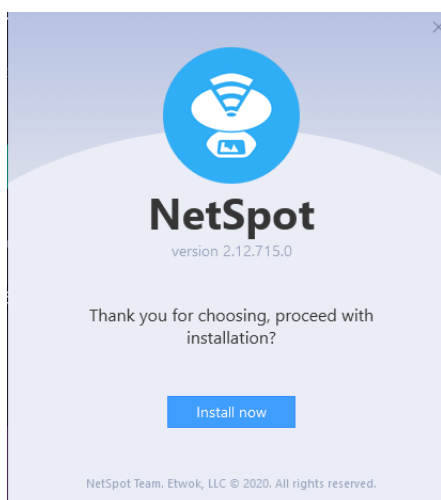 NetSpot
version 2.12.715.0
Thank you for choosing, proceed with
installation?
Install now
NetSpot Team. Etwok, LLC © 2020. All rights reserved.